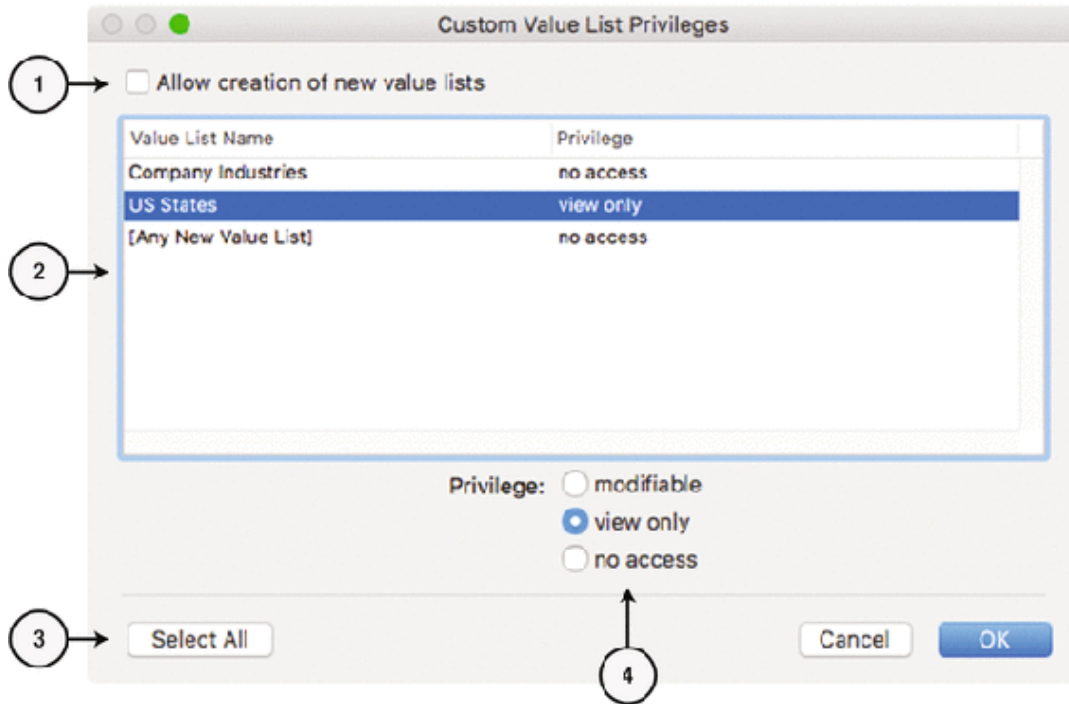 Custom Value List Privileges
1
Allow creation of new value lists
Value List Name Privilege
Company Industries no access
US States view only
[Any New Value List] no access
2
Privilege: modifiable
view only
no access
3
Select All Cancel OK
4